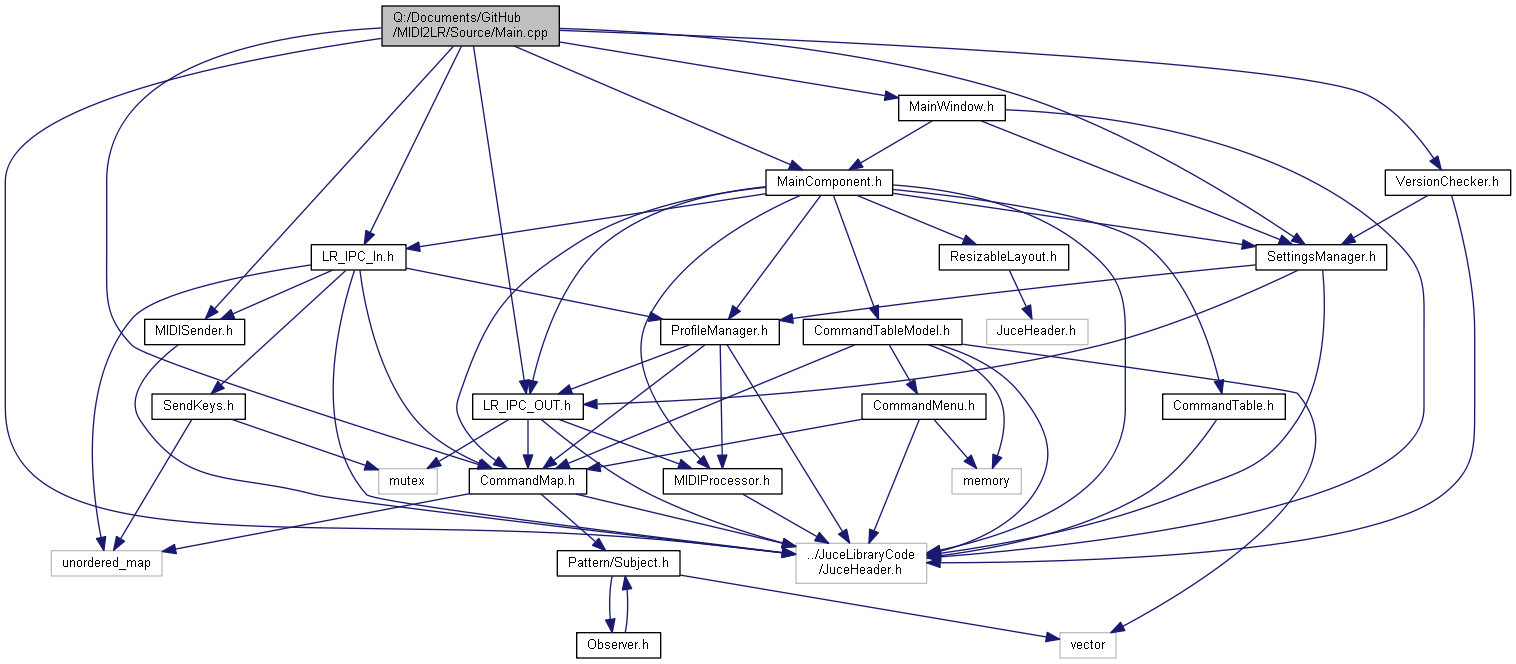 Q:/Documents/GitHub
/MIDI2LR/Source/Main.cpp
MainWindow.h
MainComponent.h
VersionChecker.h
LR_IPC_In.h
ResizableLayout.h
SettingsManager.h
MIDISender.h
ProfileManager.h
CommandTableModel.h
JuceHeader.h
SendKeys.h
LR_IPC_OUT.h
CommandMenu.h
CommandTable.h
mutex
CommandMap.h
MIDIProcessor.h
memory
unordered_map
Pattern/Subject.h
../JuceLibraryCode
/JuceHeader.h
Observer.h
vector